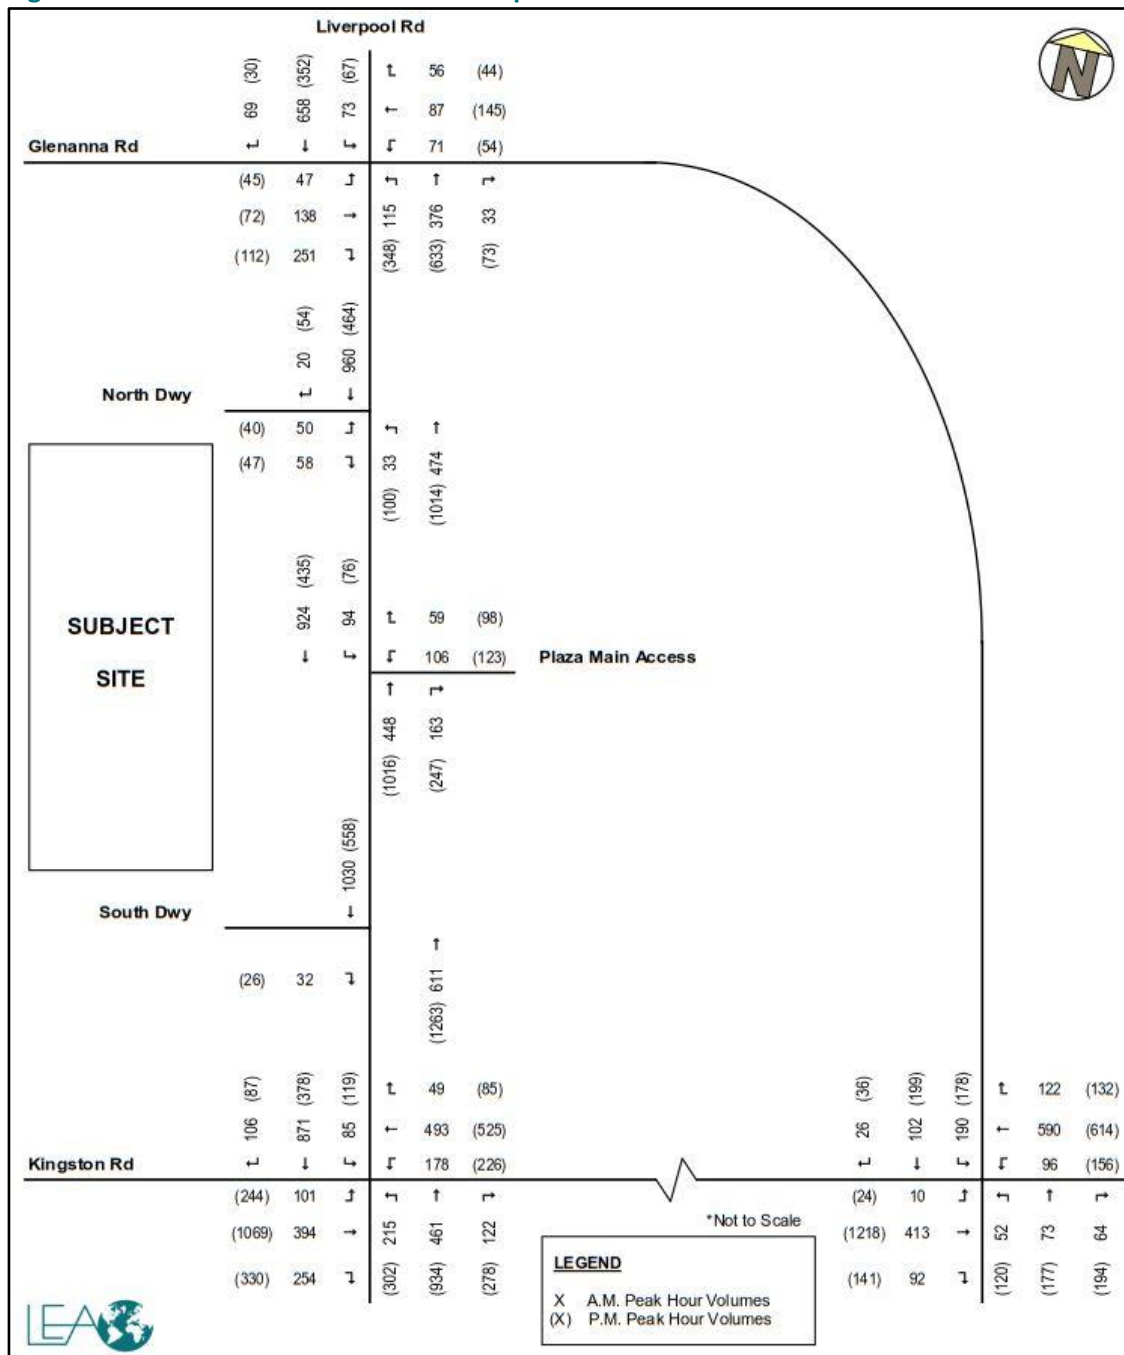 Liverpool Rd
N
(30) (352) (67) ↰ 56 (44)
69 658 73 ← 87 (145)
Glenanna Rd ↵ ↓ ↳ ↲ 71 (54)
(45) 47 ↱ ↰ ↑ ↱
(72) 138 → 115 376 33
(112) 251 ↴ (348) (633) (73)
(54) (464)
20 960
North Dwy ↵ ↓
(40) 50 ↱ ↰ ↑
(47) 58 ↴ 33 474
(100) (1014)
(435) (76)
924 94 ↰ 59 (98)
↓ ↳ ↲ 106 (123) Plaza Main Access
SUBJECT
SITE
↑ ↱
448 163
(1016) (247)
1030 (558)
South Dwy ↓
↑
(26) 32 ↴ 611
(1263)
(87) (378) (119) ↰ 49 (85)
106 871 85 ← 493 (525)
Kingston Rd ↵ ↓ ↳ ↲ 178 (226)
(244) 101 ↱ ↰ ↑ ↱
(1069) 394 → 215 461 122
(330) 254 ↴ (302) (934) (278)
(36) (199) (178) ↰ 122 (132)
26 102 190 ← 590 (614)
↵ ↓ ↳ ↲ 96 (156)
(24) 10 ↱ ↰ ↑ ↱
(1218) 413 → 52 73 64
(141) 92 ↴ (120) (177) (194)
*Not to Scale
LEGEND
X A.M. Peak Hour Volumes
(X) P.M. Peak Hour Volumes
LEA